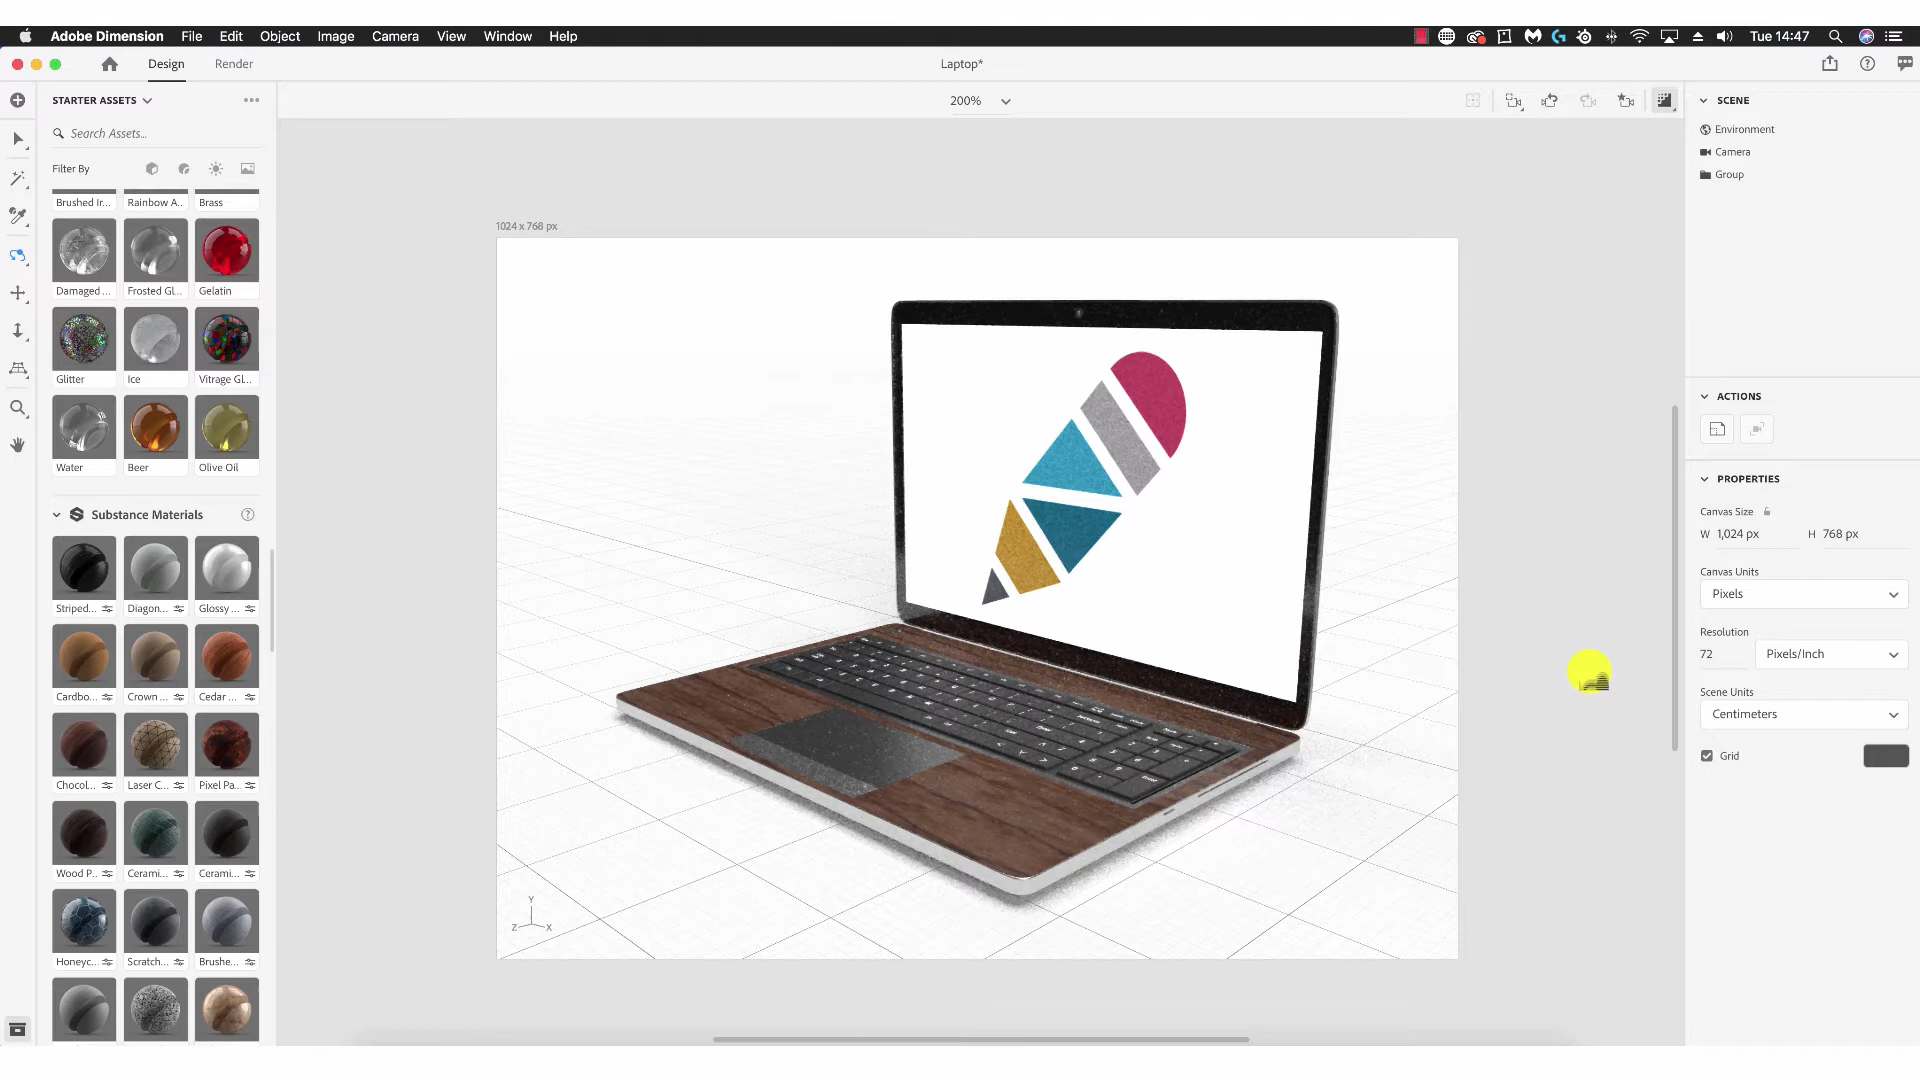 Adobe Dimension File Edit Object Image Camera View Window Help
Tue 14:47
Design Render
Laptop*
STARTER ASSETS
200%
SCENE
Search Assets...
Environment
Camera
Group
Filter By
Brushed Ir... Rainbow A.. Brass
1024 x 768 px
Damaged ... Frosted Gl... Gelatin
Glitter Ice Vitrage Gl...
ACTIONS
Water Beer Olive Oil
PROPERTIES
Substance Materials
Canvas Size
W 1,024 px H 768 px
Canvas Units
Pixels
Striped... Diagon... Glossy ...
Resolution
72 Pixels/Inch
Cardbo... Crown ... Cedar ...
Scene Units
Centimeters
Grid
Chocol... Laser C... Pixel Pa...
Wood P... Cerami... Cerami...
Y
Z X
Honeyc... Scratch... Brushe...